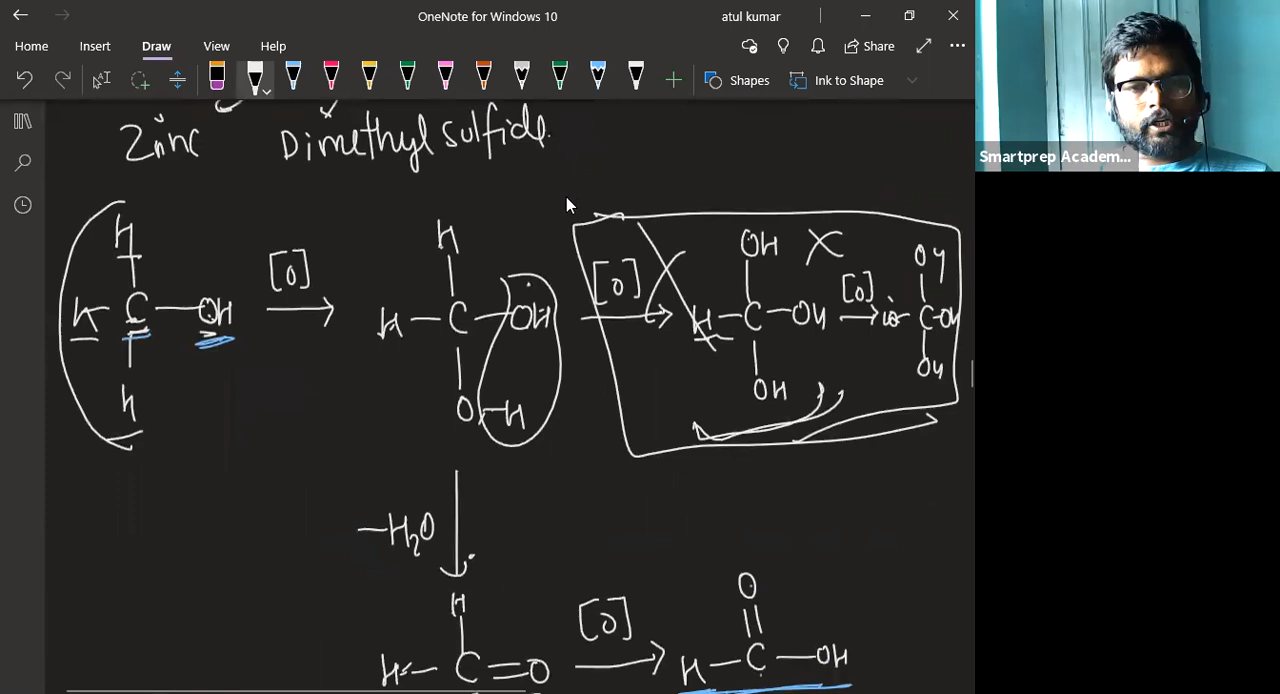 OneNote for Windows 10
atul kumar
Home Insert Draw View Help
Share
Shapes Ink to Shape
Smartprep Academ...
Zinc Dimethyl sulfide.
H
H — C — OH
H
[O]
H
H — C — OH
O — H
[O]
OH X
H — C — OH
OH
[O]
OH
C — OH
OH
—H₂O
H
H — C = O
[O]
O
H — C — OH